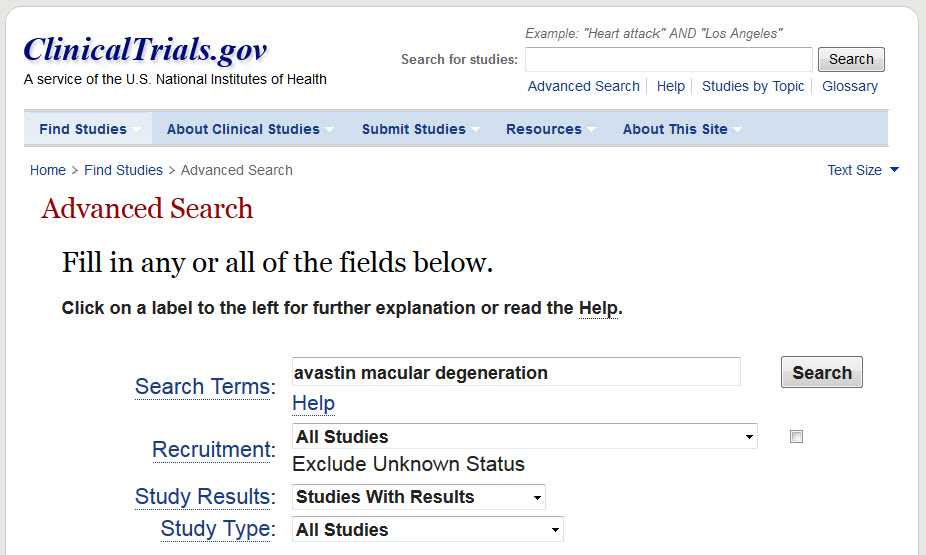 Example: "Heart attack" AND "Los Angeles"
ClinicalTrials.gov
Search for studies:
Search
A service of the U.S. National Institutes of Health
Advanced Search Help Studies by Topic Glossary
Find Studies About Clinical Studies Submit Studies Resources About This Site
Home > Find Studies > Advanced Search
Text Size
Advanced Search
Fill in any or all of the fields below.
Click on a label to the left for further explanation or read the Help.
Search Terms: avastin macular degeneration
Search
Help
Recruitment: All Studies
Exclude Unknown Status
Study Results: Studies With Results
Study Type: All Studies